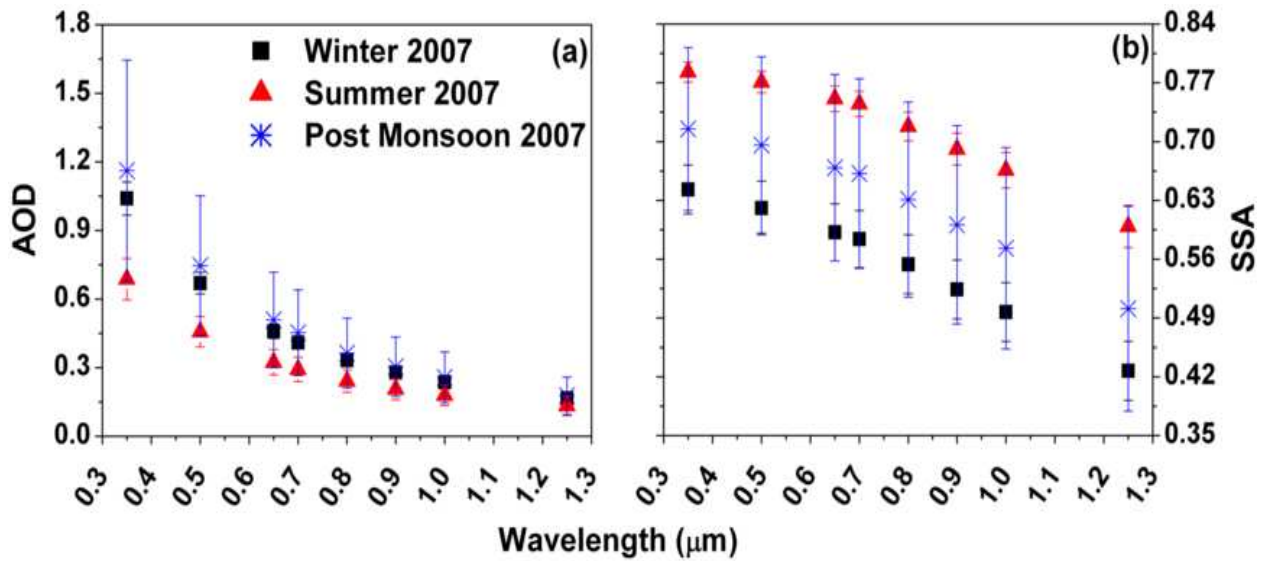 1.8
1.5
1.2
0.9
0.6
0.3
0.0
AOD
Winter 2007
Summer 2007
Post Monsoon 2007
(a)
0.3 0.4 0.5 0.6 0.7 0.8 0.9 1.0 1.1 1.2 1.3
(b)
0.84
0.77
0.70
0.63
0.56
0.49
0.42
0.35
SSA
0.3 0.4 0.5 0.6 0.7 0.8 0.9 1.0 1.1 1.2 1.3
Wavelength (μm)